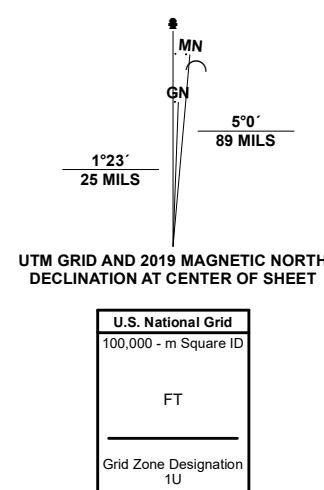 MN
GN
5°0´
89 MILS
1°23´
25 MILS
UTM GRID AND 2019 MAGNETIC NORTH
DECLINATION AT CENTER OF SHEET
U.S. National Grid
100,000 - m Square ID
FT
Grid Zone Designation
1U